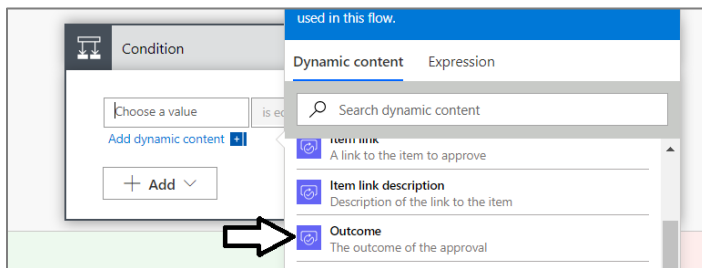 used in this flow.
Condition
Dynamic content Expression
Choose a value
is eq
Search dynamic content
Add dynamic content
Item link
A link to the item to approve
Add
Item link description
Description of the link to the item
Outcome
The outcome of the approval